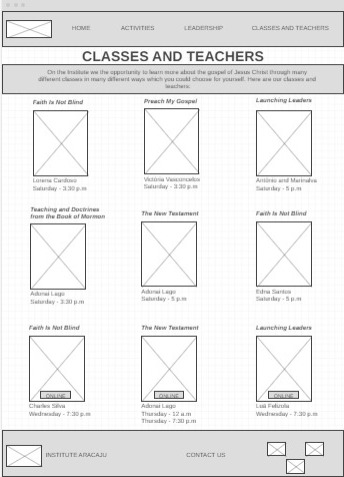 HOME ACTIVITIES LEADERSHIP CLASSES AND TEACHERS
CLASSES AND TEACHERS
On the Institute we the opportunity to learn more about the gospel of Jesus Christ through many
different classes in many different ways which you could choose for yourself. Here are our classes and
teachers:
Faith Is Not Blind
Lorena Cardoso
Saturday - 3:30 p.m
Preach My Gospel
Victória Vasconcelos
Saturday - 3:30 p.m
Launching Leaders
Antônio and Marinalva
Saturday - 5 p.m
Teaching and Doctrines
from the Book of Mormon
Adonai Lago
Saturday - 3:30 p.m
The New Testament
Adonai Lago
Saturday - 5 p.m
Faith Is Not Blind
Edna Santos
Saturday - 5 p.m
Faith Is Not Blind
ONLINE
Charles Silva
Wednesday - 7:30 p.m
The New Testament
ONLINE
Adonai Lago
Thursday - 12 a.m
Thursday - 7:30 p.m
Launching Leaders
ONLINE
Loã Felizola
Wednesday - 7:30 p.m
INSTITUTE ARACAJU CONTACT US